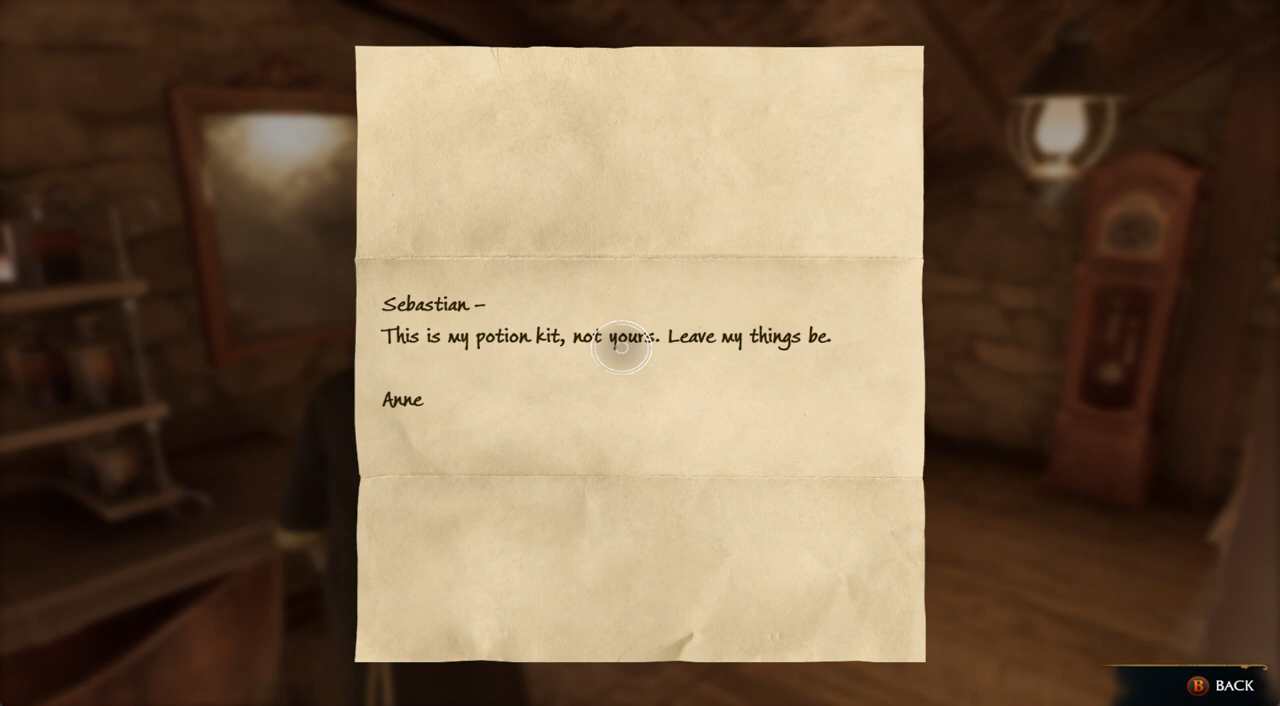 Sebastian –
This is my potion kit, not yours. Leave my things be.
Anne
B BACK